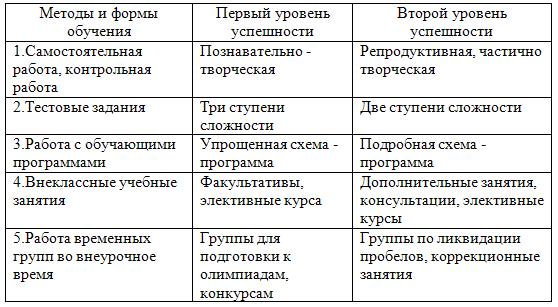 Методы и формы
обучения
Первый уровень
успешности
Второй уровень
успешности
1.Самостоятельная
работа, контрольная
работа
Познавательно -
творческая
Репродуктивная, частично
творческая
2.Тестовые задания
Три ступени
сложности
Две ступени сложности
3.Работа с обучающими
программами
Упрощенная схема -
программа
Подробная схема -
программа
4.Внеклассные учебные
занятия
Факультативы,
элективные курса
Дополнительные занятия,
консультации, элективные
курсы
5.Работа временных
групп во внеурочное
время
Группы для
подготовки к
олимпиадам,
конкурсам
Группы по ликвидации
пробелов, коррекционные
занятия